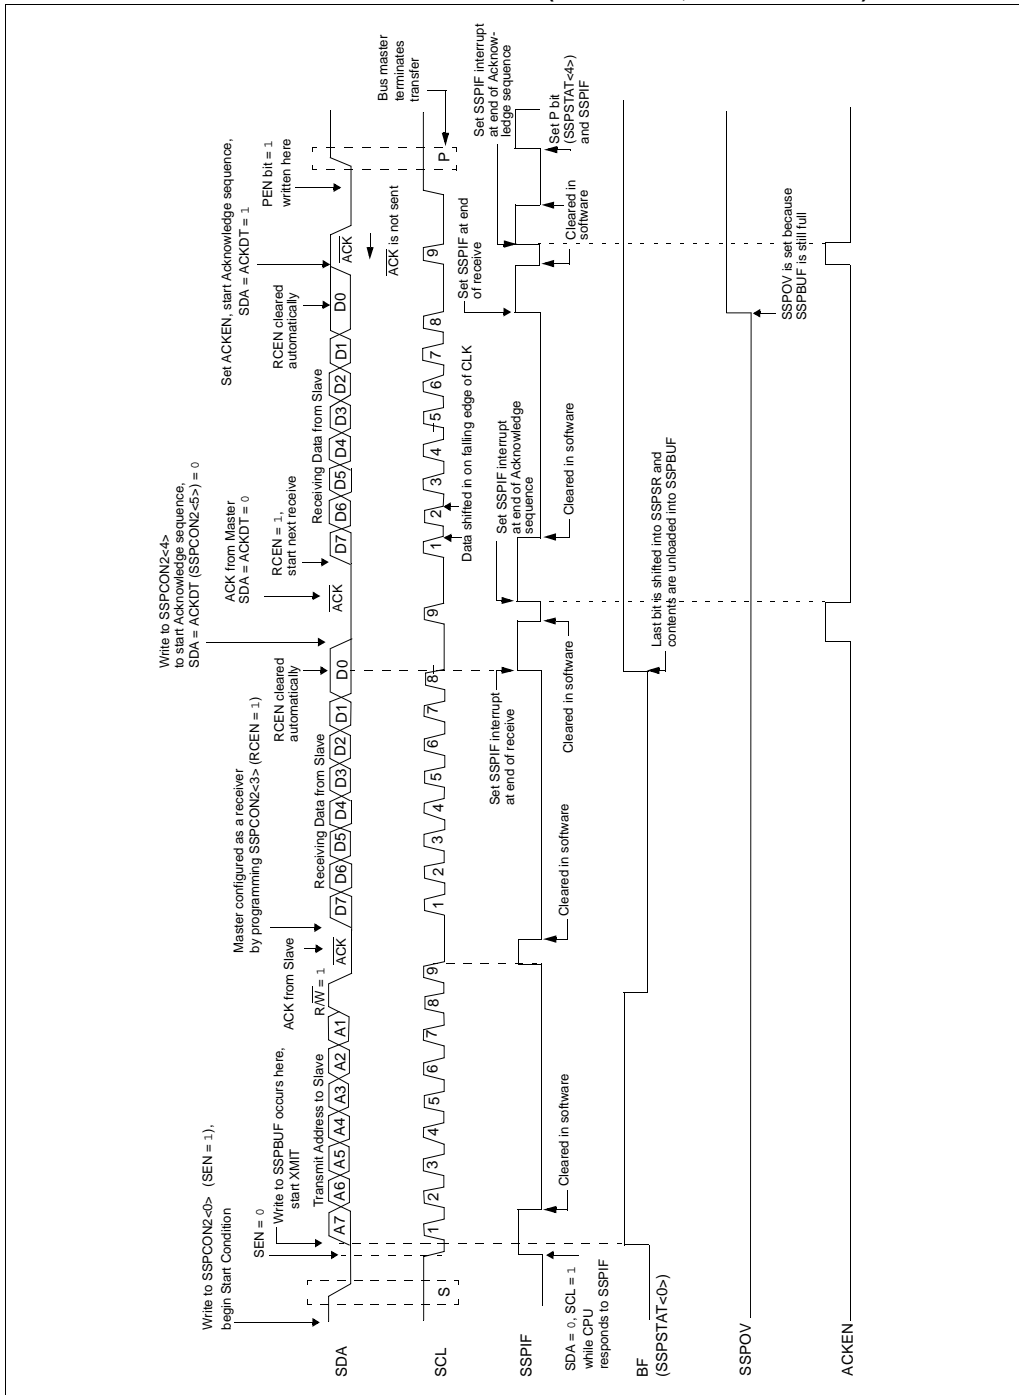 Write to SSPCON2<0> (SEN = 1),
begin Start Condition
SEN = 0
Write to SSPBUF occurs here,
start XMIT
Transmit Address to Slave
ACK from Slave
R/W = 1
Master configured as a receiver
by programming SSPCON2<3> (RCEN = 1)
Receiving Data from Slave
RCEN cleared
automatically
Write to SSPCON2<4>
to start Acknowledge sequence,
SDA = ACKDT (SSPCON2<5>) = 0
ACK from Master
SDA = ACKDT = 0
RCEN = 1,
start next receive
Receiving Data from Slave
RCEN cleared
automatically
Set ACKEN, start Acknowledge sequence,
SDA = ACKDT = 1
PEN bit = 1
written here
SDA
A7 A6 A5 A4 A3 A2 A1
ACK
D7 D6 D5 D4 D3 D2 D1 D0
ACK
D7 D6 D5 D4 D3 D2 D1 D0
ACK
ACK is not sent
Bus master
terminates
transfer
SCL
S
1 2 3 4 5 6 7 8 9
1 2 3 4 5 6 7 8 9
1 2 3 4 5 6 7 8 9
P
Data shifted in on falling edge of CLK
Set SSPIF interrupt
at end of receive
Set SSPIF interrupt
at end of Acknowledge
sequence
Set SSPIF at end
of receive
Set SSPIF interrupt
at end of Acknow-
ledge sequence
SSPIF
SDA = 0, SCL = 1
while CPU
responds to SSPIF
Cleared in software
Cleared in software
Cleared in software
Cleared in software
Cleared in
software
Set P bit
(SSPSTAT<4>)
and SSPIF
BF
(SSPSTAT<0>)
Last bit is shifted into SSPSR and
contents are unloaded into SSPBUF
SSPOV
SSPOV is set because
SSPBUF is still full
ACKEN